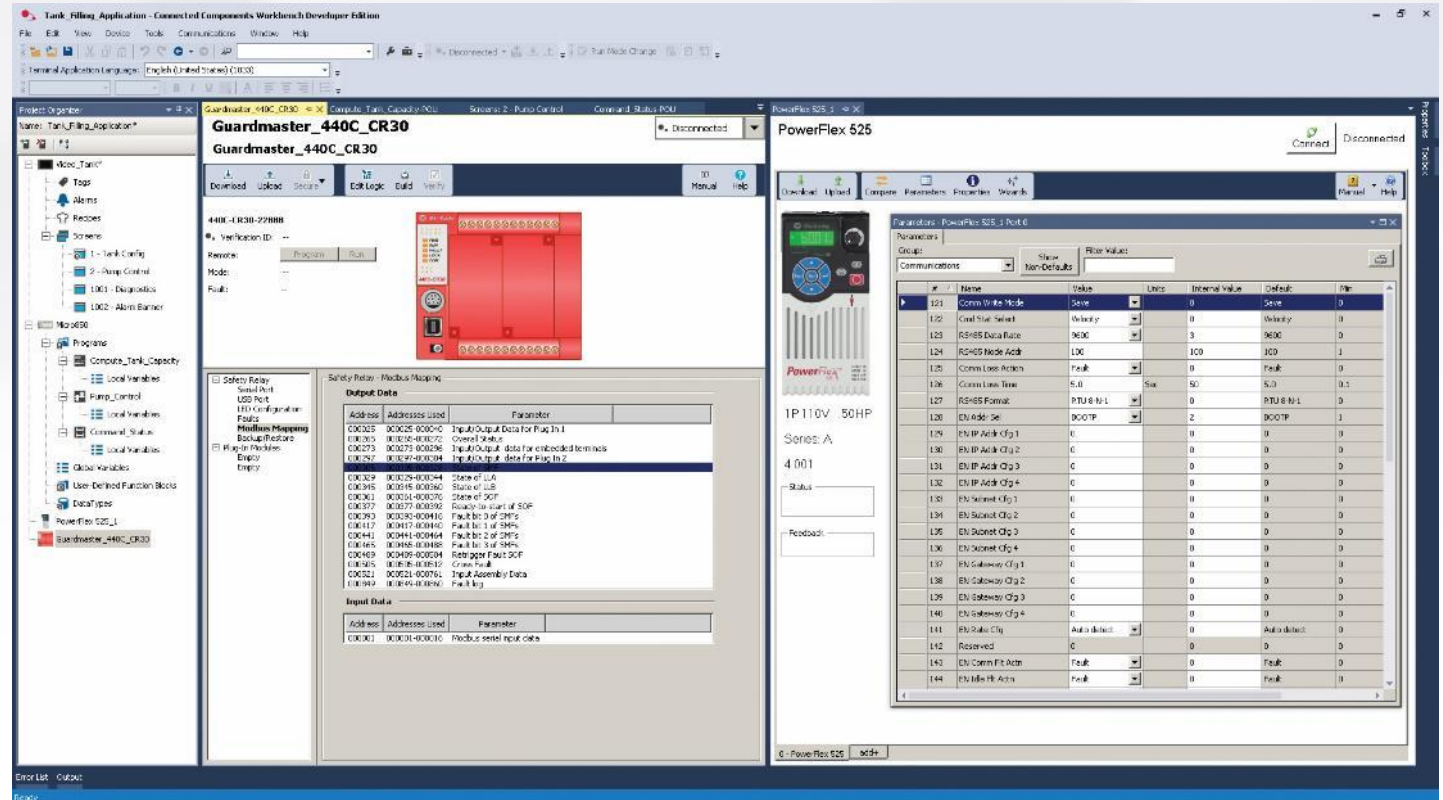 Tank_Filling_Application - Connected Components Workbench Developer Edition
File Edit View Device Tools Communications Window Help
Disconnected Run Mode Change
Terminal Application Language: English (United States) (1033)
Project Organizer
Name: Tank_Filling_Application*
Video_Tank*
Tags
Alarms
Recipes
Screens
1 - Tank Config
2 - Pump Control
1001 - Diagnostics
1002 - Alarm Banner
Micro850
Programs
Compute_Tank_Capacity
Local Variables
Pump_Control
Local Variables
Command_Status
Local Variables
Global Variables
User-Defined Function Blocks
DataTypes
PowerFlex 525_1
Guardmaster_440C_CR30
Guardmaster_440C_CR30 Compute_Tank_Capacity-POU Screens: 2 - Pump Control Command_Status-POU
Guardmaster_440C_CR30
Disconnected
Guardmaster_440C_CR30
Download Upload Secure Edit Logic Build Verify Manual Help
440C-CR30-22BBB
Verification ID: --
Remote: Program Run
Mode: --
Fault: --
Safety Relay
Serial Port
USB Port
LED Configuration
Faults
Modbus Mapping
Backup/Restore
Plug-In Modules
Empty
Empty
Safety Relay - Modbus Mapping
Output Data
Address Addresses Used Parameter
000025 000025-000040 Input/Output Data for Plug In 1
000265 000265-000272 Overall Status
000273 000273-000296 Input/Output data for embedded terminals
000297 000297-000304 Input/Output data for Plug In 2
State of SMF
000329 000329-000344 State of LLA
000345 000345-000360 State of LLB
000361 000361-000376 State of SOF
000377 000377-000392 Ready-to-start of SOF
000393 000393-000416 Fault bit 0 of SMFs
000417 000417-000440 Fault bit 1 of SMFs
000441 000441-000464 Fault bit 2 of SMFs
000465 000465-000488 Fault bit 3 of SMFs
000489 000489-000504 Retrigger Fault SOF
000505 000505-000512 Cross Fault
000521 000521-000761 Input Assembly Data
000849 000849-000860 Fault log
Input Data
Address Addresses Used Parameter
000001 000001-000016 Modbus serial input data
PowerFlex 525_1
PowerFlex 525
Connect Disconnected
Download Upload Compare Parameters Properties Wizards Manual Help
PowerFlex
1P 110V .50HP
Series: A
4.001
Status
Feedback
Parameters - PowerFlex 525_1 Port 0
Parameters
Group: Communications Show Non-Defaults Filter Value:
# Name Value Units Internal Value Default Min
121 Comm Write Mode Save 0 Save 0
122 Cmd Stat Select Velocity 0 Velocity 0
123 RS485 Data Rate 9600 3 9600 0
124 RS485 Node Addr 100 100 100 1
125 Comm Loss Action Fault 0 Fault 0
126 Comm Loss Time 5.0 Sec 50 5.0 0.1
127 RS485 Format RTU 8-N-1 0 RTU 8-N-1 0
128 EN Addr Sel BOOTP 2 BOOTP 1
129 EN IP Addr Cfg 1 0 0 0 0
130 EN IP Addr Cfg 2 0 0 0 0
131 EN IP Addr Cfg 3 0 0 0 0
132 EN IP Addr Cfg 4 0 0 0 0
133 EN Subnet Cfg 1 0 0 0 0
134 EN Subnet Cfg 2 0 0 0 0
135 EN Subnet Cfg 3 0 0 0 0
136 EN Subnet Cfg 4 0 0 0 0
137 EN Gateway Cfg 1 0 0 0 0
138 EN Gateway Cfg 2 0 0 0 0
139 EN Gateway Cfg 3 0 0 0 0
140 EN Gateway Cfg 4 0 0 0 0
141 EN Rate Cfg Auto detect 0 Auto detect 0
142 Reserved 0 0 0 0
143 EN Comm Flt Actn Fault 0 Fault 0
144 EN Idle Flt Actn Fault 0 Fault 0
0 - PowerFlex 525 add+
Properties Toolbox
Error List Output
Ready